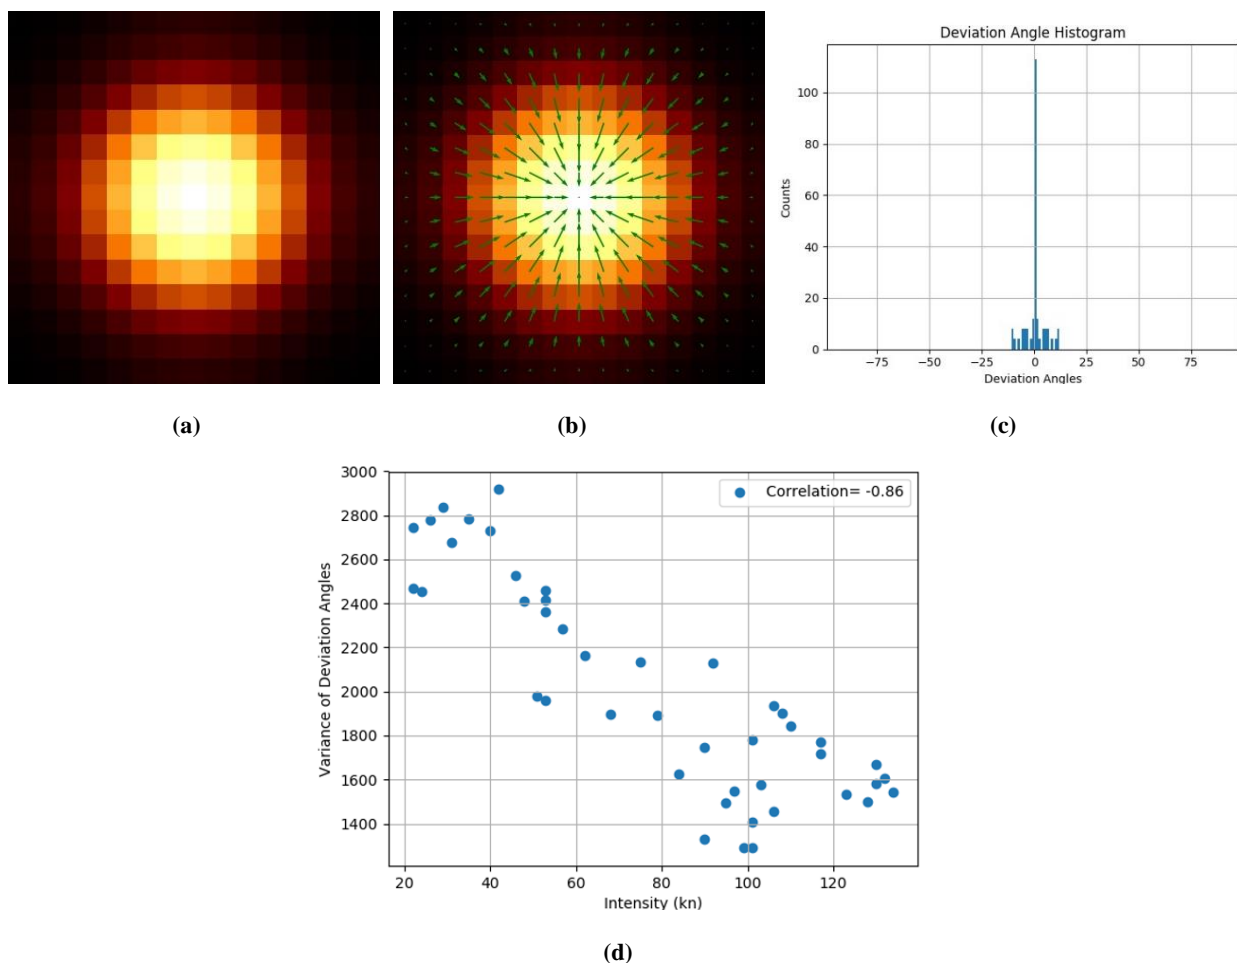 Deviation Angle Histogram
100
80
60
40
20
0
Counts
−75 −50 −25 0 25 50 75
Deviation Angles
(a) (b) (c)
3000
2800
2600
2400
2200
2000
1800
1600
1400
Variance of Deviation Angles
Correlation= -0.86
20 40 60 80 100 120
Intensity (kn)
(d)